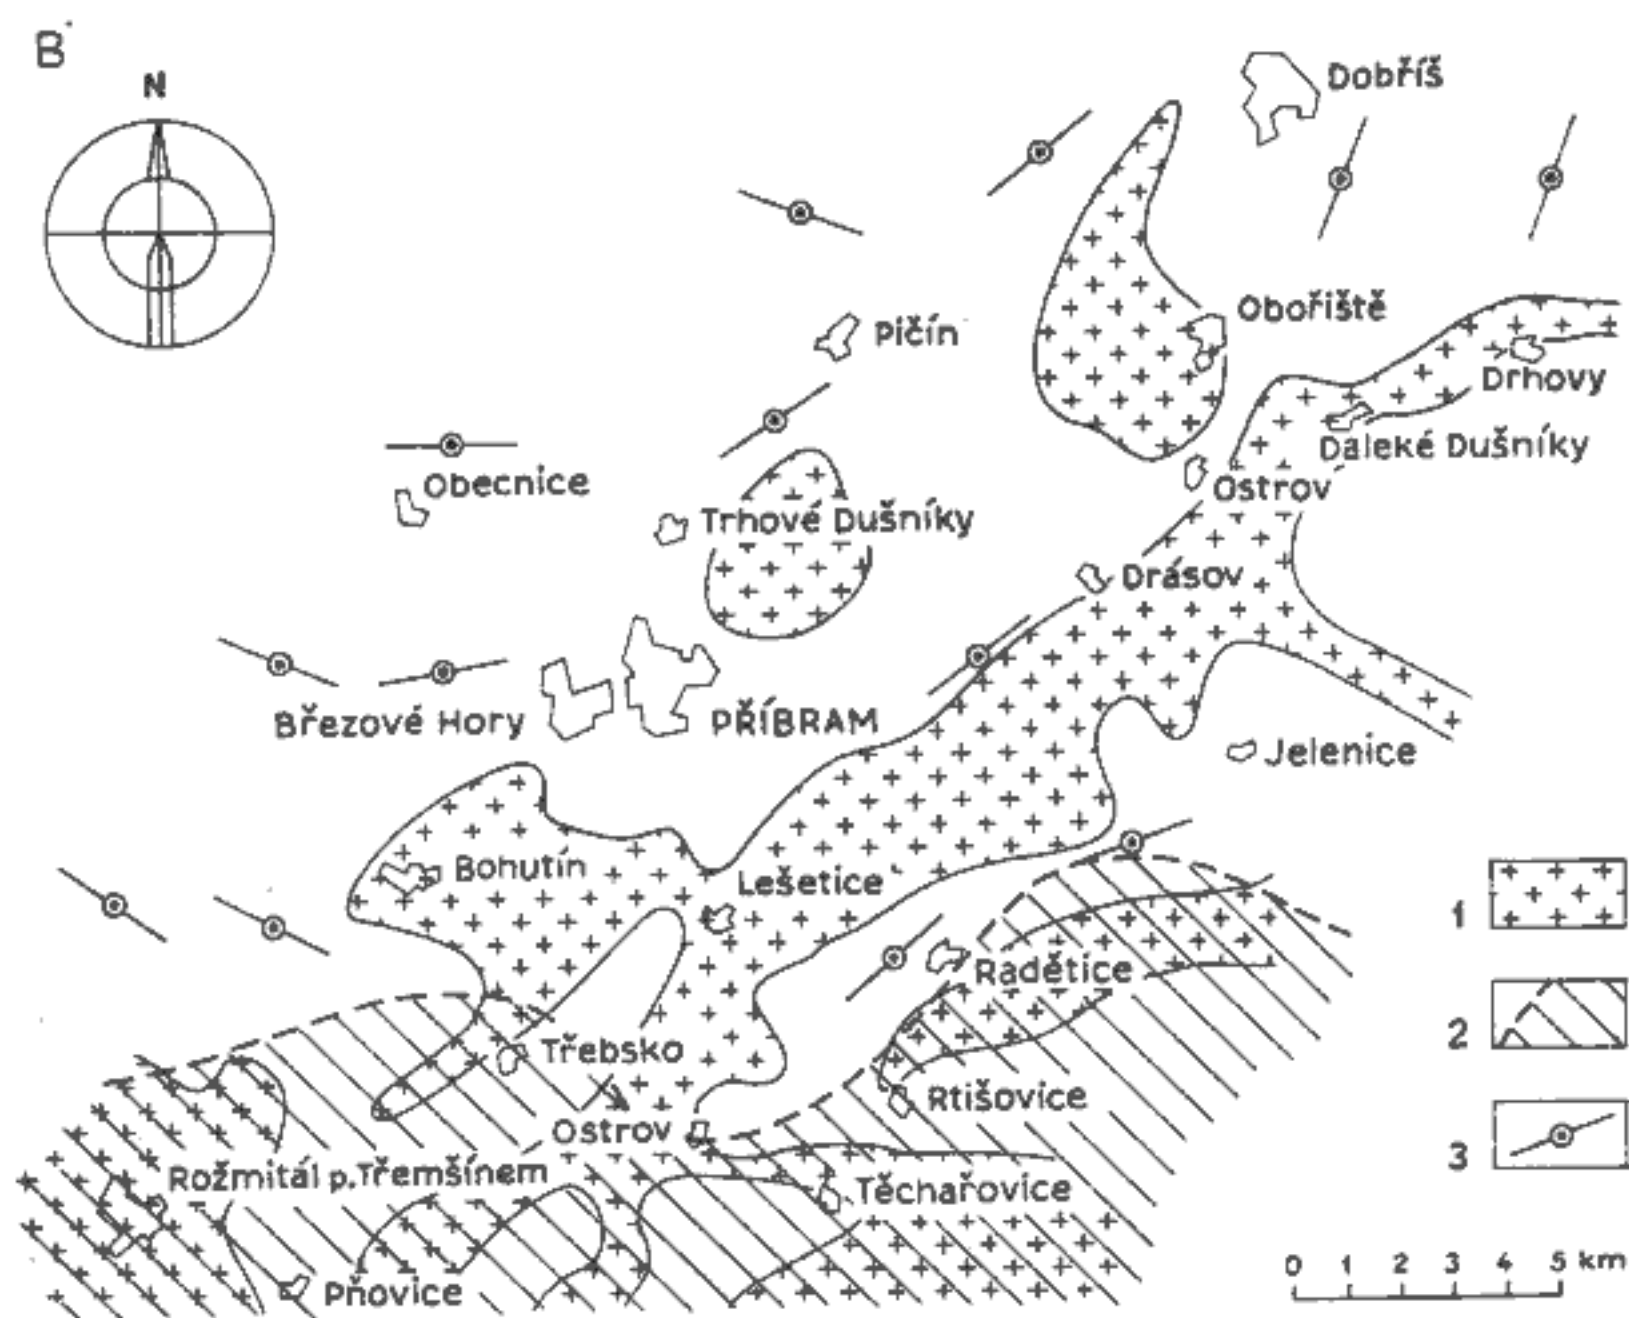 B
N
Dobříš
Obořiště
Pičín
Drhovy
Daleké Dušníky
Obecnice
Ostrov
Trhové Dušníky
Drásov
Březové Hory
PŘÍBRAM
Jelenice
Bohutín
Lešetice
1
Radětice
2
Třebsko
Rtišovice
Ostrov
3
Rožmitál p.Třemšínem
Těchařovice
Pňovice
0 1 2 3 4 5 km